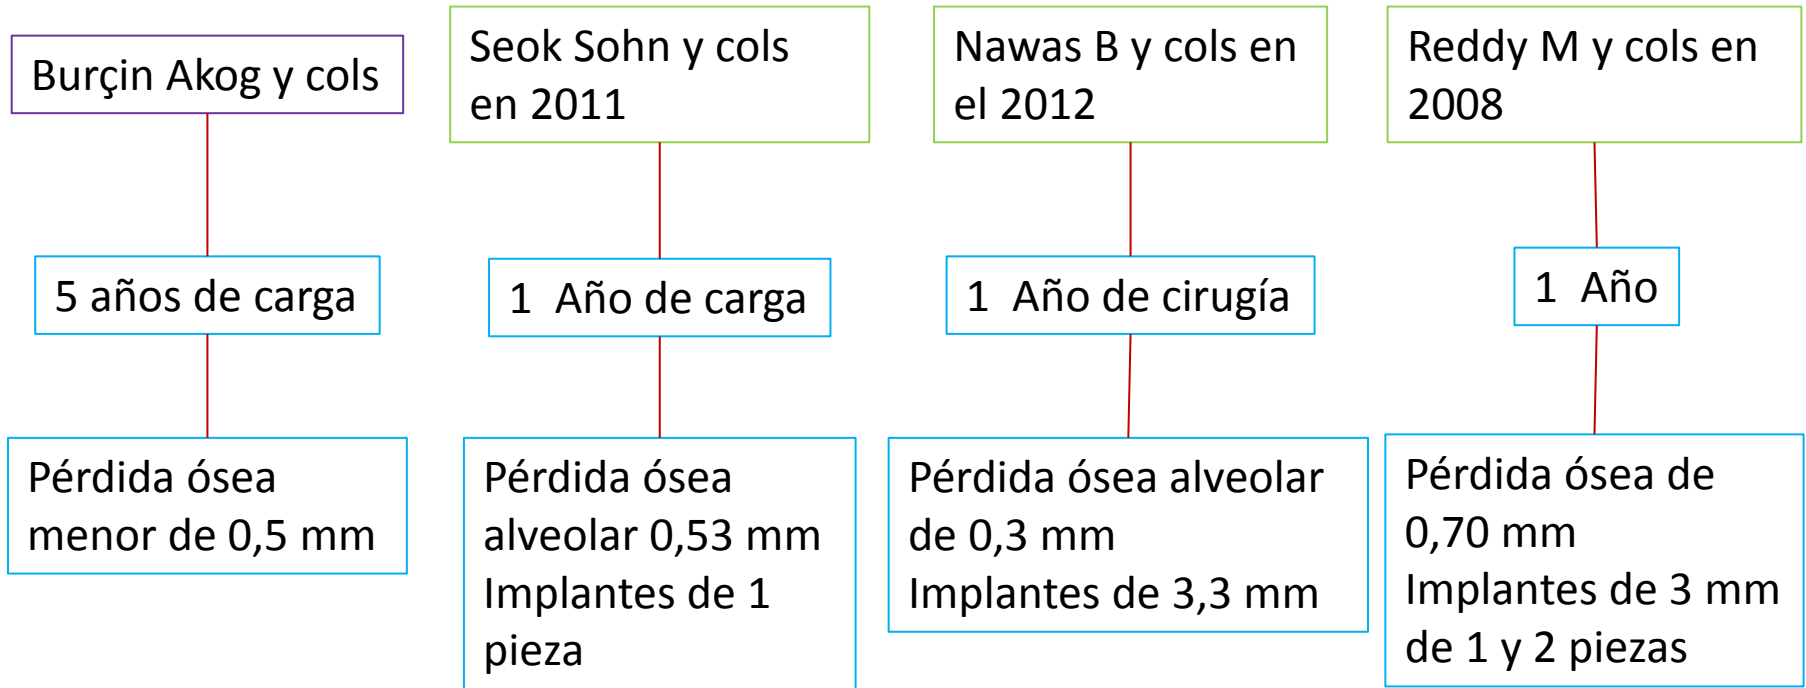 Burçin Akog y cols
5 años de carga
Pérdida ósea
menor de 0,5 mm
Seok Sohn y cols
en 2011
1 Año de carga
Pérdida ósea
alveolar 0,53 mm
Implantes de 1
pieza
Nawas B y cols en
el 2012
1 Año de cirugía
Pérdida ósea alveolar
de 0,3 mm
Implantes de 3,3 mm
Reddy M y cols en
2008
1 Año
Pérdida ósea de
0,70 mm
Implantes de 3 mm
de 1 y 2 piezas